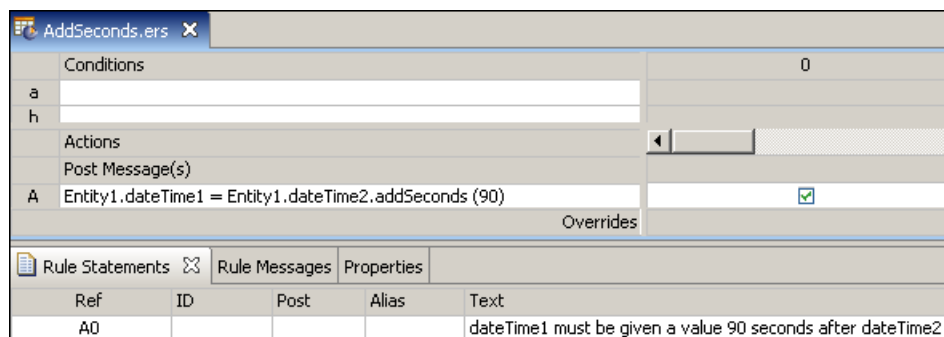 AddSeconds.ers
Conditions 0
a
h
Actions
Post Message(s)
A Entity1.dateTime1 = Entity1.dateTime2.addSeconds (90)
Overrides
Rule Statements Rule Messages Properties
Ref ID Post Alias Text
A0 dateTime1 must be given a value 90 seconds after dateTime2